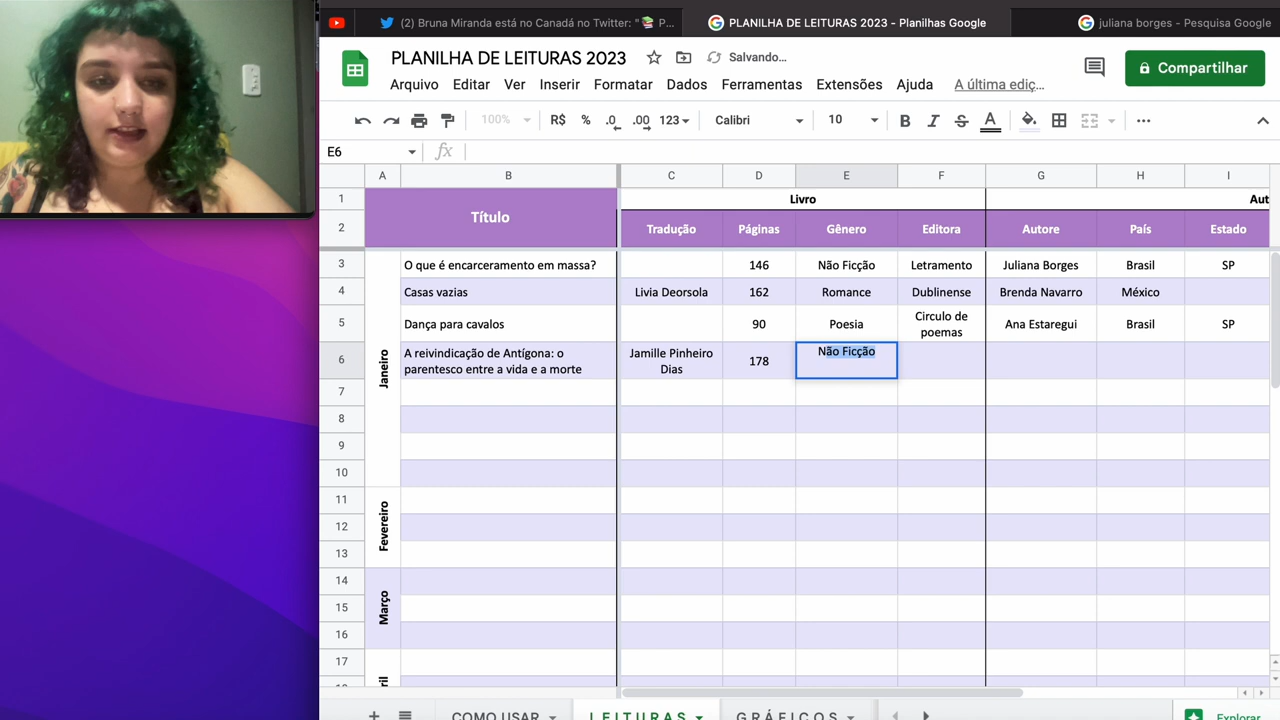 (2) Bruna Miranda está no Canadá no Twitter: "📚 P...
PLANILHA DE LEITURAS 2023 - Planilhas Google
juliana borges - Pesquisa Google
PLANILHA DE LEITURAS 2023
Salvando...
Compartilhar
Arquivo Editar Ver Inserir Formatar Dados Ferramentas Extensões Ajuda A última ediç...
100% R$ % .0 .00 123 Calibri 10 B I S A ...
E6 fx
A B C D E F G H I
1 Livro Aut
2 Título Tradução Páginas Gênero Editora Autore País Estado
Janeiro
3 O que é encarceramento em massa? 146 Não Ficção Letramento Juliana Borges Brasil SP
4 Casas vazias Livia Deorsola 162 Romance Dublinense Brenda Navarro México
5 Dança para cavalos 90 Poesia Circulo de poemas Ana Estaregui Brasil SP
6 A reivindicação de Antígona: o parentesco entre a vida e a morte Jamille Pinheiro Dias 178 Não Ficção
7
8
9
10
Fevereiro
11
12
13
Março
14
15
16
17
ril
COMO USAR LEITURAS GRÁFICOS Explorar